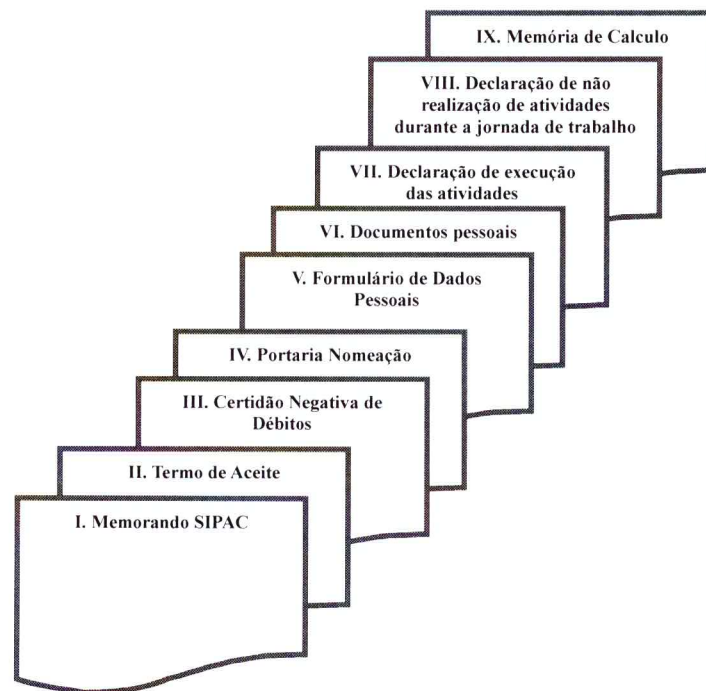 IX. Memória de Calculo
VIII. Declaração de não
realização de atividades
durante a jornada de trabalho
VII. Declaração de execução
das atividades
VI. Documentos pessoais
V. Formulário de Dados
Pessoais
IV. Portaria Nomeação
III. Certidão Negativa de
Débitos
II. Termo de Aceite
I. Memorando SIPAC